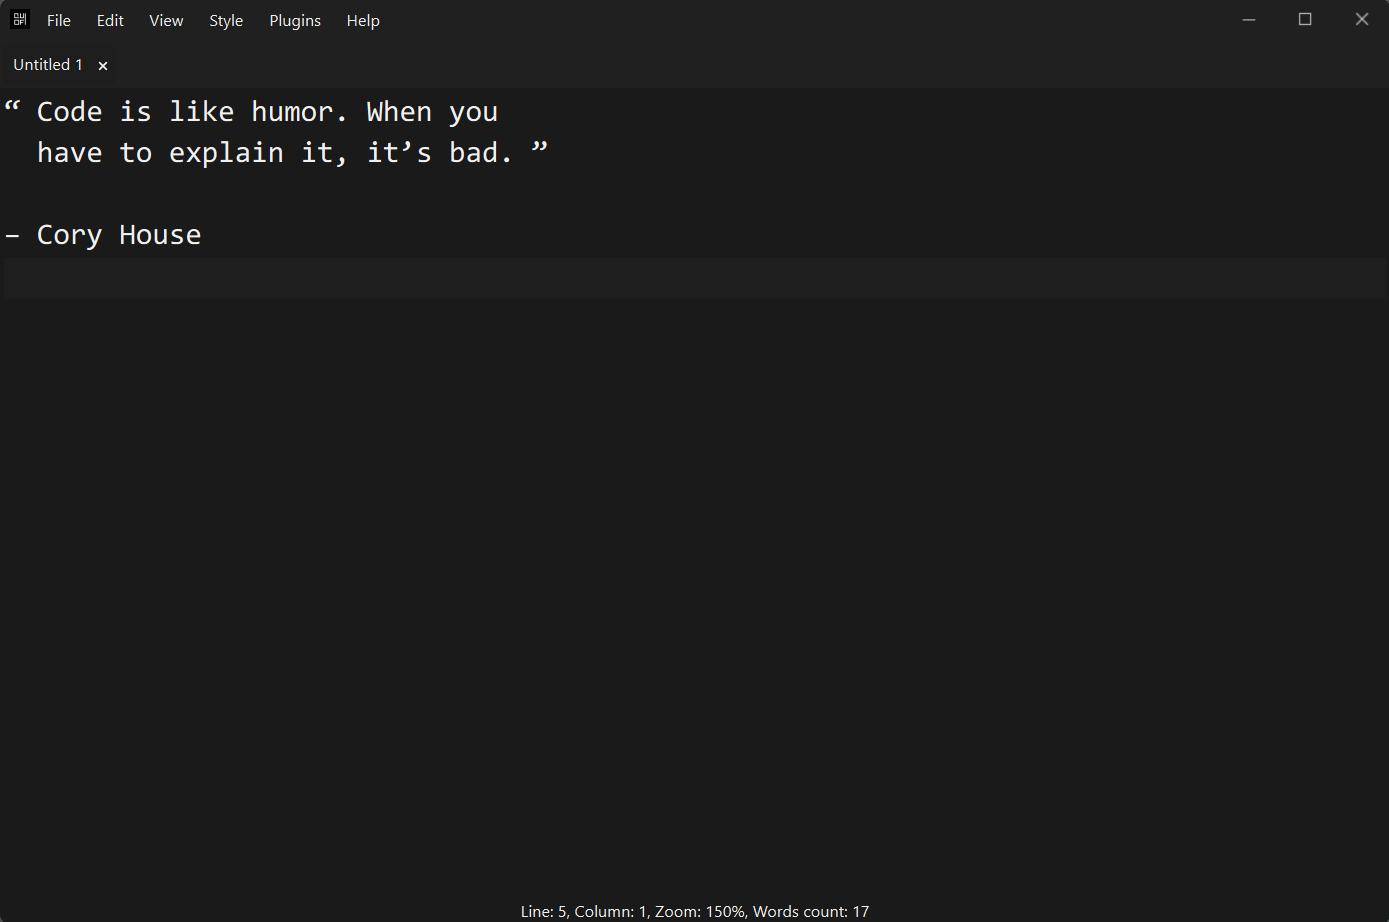 File Edit View Style Plugins Help
Untitled 1 ×
“ Code is like humor. When you
have to explain it, it’s bad. ”
– Cory House
Line: 5, Column: 1, Zoom: 150%, Words count: 17